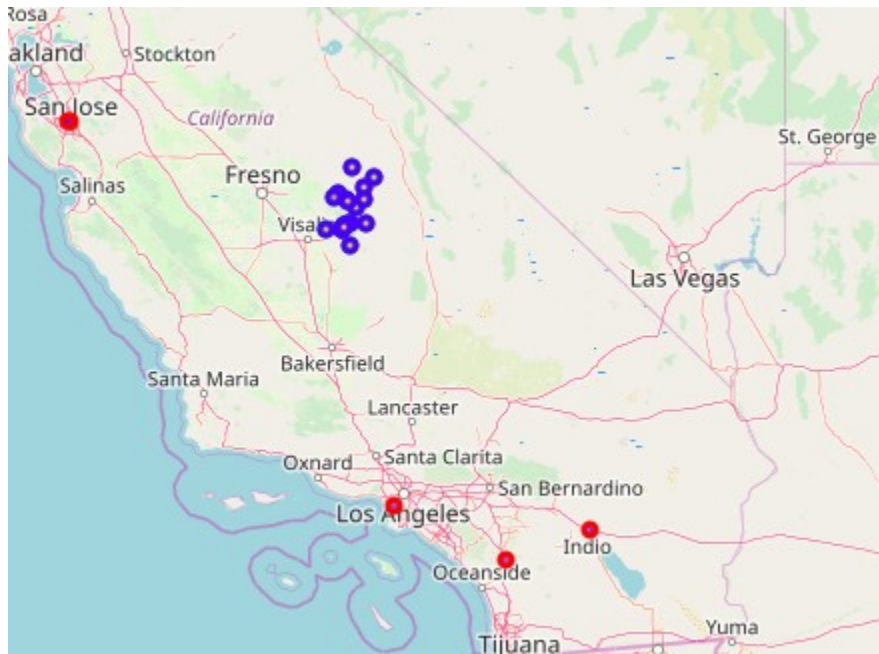 Rosa
akland
Stockton
San Jose
California
St. George
Fresno
Salinas
Visali
Las Vegas
Bakersfield
Santa Maria
Lancaster
Santa Clarita
Oxnard
San Bernardino
Los Angeles
Indio
Oceanside
Yuma
Tijuana